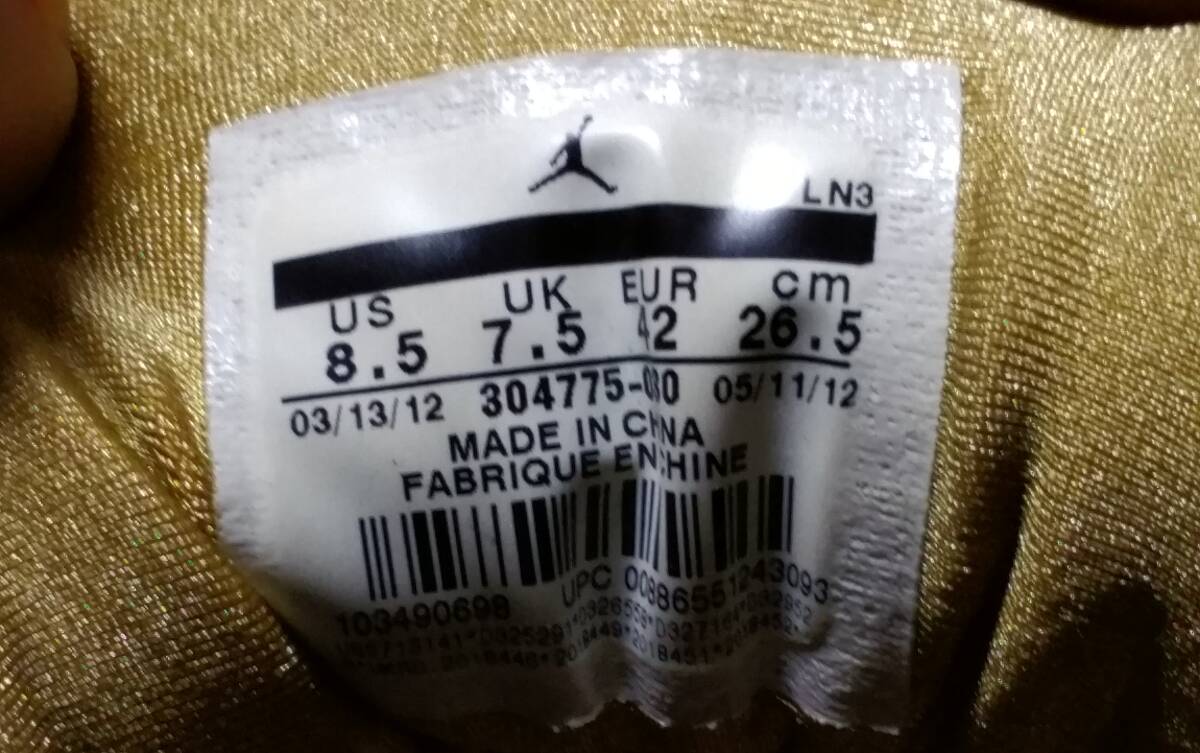 LN3
US UK EUR cm
8.5 7.5 42 26.5
03/13/12 304775-030 05/11/12
MADE IN CHINA
FABRIQUE EN CHINE
103490698 UPC 00886551243093